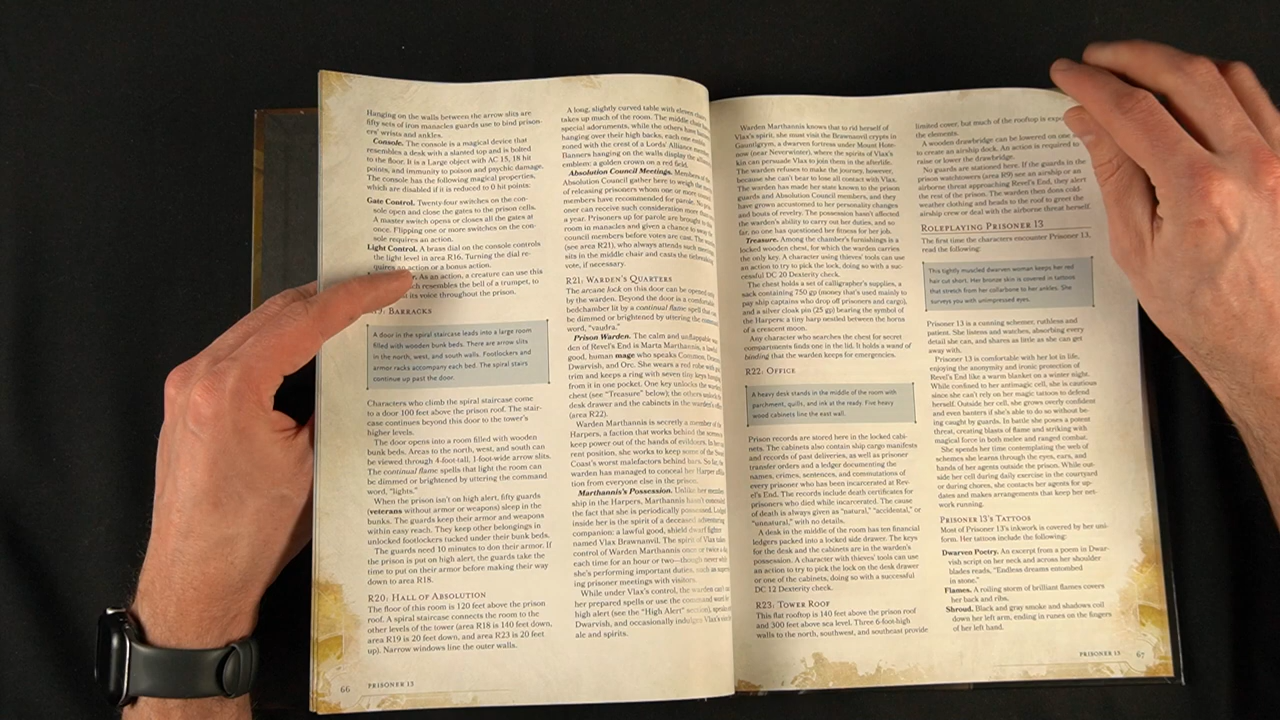 Hanging on the walls between the arrow slits are
fifty sets of iron manacles guards use to bind prison-
ers' wrists and ankles.
Console. The console is a magical device that
resembles a desk with a slanted top and is bolted
to the floor. It is a Large object with AC 15, 18 hit
points, and immunity to poison and psychic damage.
The console has the following magical properties,
which are disabled if it is reduced to 0 hit points:
Gate Control. Twenty-four switches on the con-
sole open and close the gates to the prison cells.
A master switch opens or closes all the gates at
once. Flipping one or more switches on the con-
sole requires an action.
Light Control. A brass dial on the console controls
the light level in area R16. Turning the dial re-
quires an action or a bonus action.
As an action, a creature can use this
resembles the bell of a trumpet, to
its voice throughout the prison.
Barracks
A door in the spiral staircase leads into a large room
filled with wooden bunk beds. There are arrow slits
in the north, west, and south walls. Footlockers and
armor racks accompany each bed. The spiral stairs
continue up past the door.
Characters who climb the spiral staircase come
to a door 100 feet above the prison roof. The stair-
case continues beyond this door to the tower's
higher levels.
The door opens into a room filled with wooden
bunk beds. Areas to the north, west, and south can
be viewed through 4-foot-tall, 1-foot-wide arrow slits.
The continual flame spells that light the room can
be dimmed or brightened by uttering the command
word, "lights."
When the prison isn't on high alert, fifty guards
(veterans without armor or weapons) sleep in the
bunks. The guards keep their armor and weapons
within easy reach. They keep other belongings in
unlocked footlockers tucked under their bunk beds.
The guards need 10 minutes to don their armor. If
the prison is put on high alert, the guards take the
time to put on their armor before making their way
down to area R18.
R20: Hall of Absolution
The floor of this room is 120 feet above the prison
roof. A spiral staircase connects the room to the
other levels of the tower (area R18 is 140 feet down,
area R19 is 20 feet down, and area R23 is 20 feet
up). Narrow windows line the outer walls.
66 Prisoner 13
A long, slightly curved table with eleven chairs
takes up much of the room. The middle chair
special adornments, while the others have
hanging over their high backs, each one
zoned with the crest of a Lords' Alliance
Banners hanging on the walls display the
emblem: a golden crown on a red field.
Absolution Council Meetings. Members of the
Absolution Council gather here to weigh the
of releasing prisoners whom one or more
members have recommended for parole. No
oner can receive such consideration more than
a year. Prisoners up for parole are brought to the
room in manacles and given a chance to
council members before votes are cast. The
(see area R21), who always attends such
sits in the middle chair and casts the tiebreaking
vote, if necessary.
R21: Warden's Quarters
The arcane lock on this door can be opened
by the warden. Beyond the door is a comfortable
bedchamber lit by a continual flame spell that
be dimmed or brightened by uttering the command
word, "vaudra."
Prison Warden. The calm and unflappable
den of Revel's End is Marta Marthannis, a lawful
good, human mage who speaks Common,
Dwarvish, and Orc. She wears a red robe with
trim and keeps a ring with seven tiny keys hanging
from it in one pocket. One key unlocks the
chest (see "Treasure" below); the others unlock
desk drawer and the cabinets in the warden's office
(area R22).
Warden Marthannis is secretly a member of the
Harpers, a faction that works behind the scenes
keep power out of the hands of evildoers. In her
rent position, she works to keep some of the Sword
Coast's worst malefactors behind bars. So far, the
warden has managed to conceal her Harper
tion from everyone else in the prison.
Marthannis's Possession. Unlike her member-
ship in the Harpers, Marthannis hasn't concealed
the fact that she is periodically possessed. Lodged
inside her is the spirit of a deceased adventuring
companion: a lawful good, shield dwarf fighter
named Vlax Brawnanvil. The spirit of Vlax takes
control of Warden Marthannis once or twice a
each time for an hour or two—though never while
she's performing important duties, such as superv
ing prisoner meetings with visitors.
While under Vlax's control, the warden can't use
her prepared spells or use the command word to
high alert (see the "High Alert" section), speaks
Dwarvish, and occasionally indulges Vlax's
ale and spirits.
Warden Marthannis knows that to rid herself of
Vlax's spirit, she must visit the Brawnanvil crypts in
Gauntlgrym, a dwarven fortress under Mount Hote-
now (near Neverwinter), where the spirits of Vlax's
kin can persuade Vlax to join them in the afterlife.
The warden refuses to make the journey, however,
because she can't bear to lose all contact with Vlax.
The warden has made her state known to the prison
guards and Absolution Council members, and they
have grown accustomed to her personality changes
and bouts of revelry. The possession hasn't affected
the warden's ability to carry out her duties, and so
far, no one has questioned her fitness for her job.
Treasure. Among the chamber's furnishings is a
locked wooden chest, for which the warden carries
the only key. A character using thieves' tools can use
an action to try to pick the lock, doing so with a suc-
cessful DC 20 Dexterity check.
The chest holds a set of calligrapher's supplies, a
sack containing 750 gp (money that's used mainly to
pay ship captains who drop off prisoners and cargo),
and a silver cloak pin (25 gp) bearing the symbol of
the Harpers: a tiny harp nestled between the horns
of a crescent moon.
Any character who searches the chest for secret
compartments finds one in the lid. It holds a wand of
binding that the warden keeps for emergencies.
R22: Office
A heavy desk stands in the middle of the room with
parchment, quills, and ink at the ready. Five heavy
wood cabinets line the east wall.
Prison records are stored here in the locked cabi-
nets. The cabinets also contain ship cargo manifests
and records of past deliveries, as well as prisoner
transfer orders and a ledger documenting the
names, crimes, sentences, and commutations of
every prisoner who has been incarcerated at Rev-
el's End. The records include death certificates for
prisoners who died while incarcerated. The cause
of death is always given as "natural," "accidental," or
"unnatural," with no details.
A desk in the middle of the room has ten financial
ledgers packed into a locked side drawer. The keys
for the desk and the cabinets are in the warden's
possession. A character with thieves' tools can use
an action to try to pick the lock on the desk drawer
or one of the cabinets, doing so with a successful
DC 12 Dexterity check.
R23: Tower Roof
This flat rooftop is 140 feet above the prison roof
and 300 feet above sea level. Three 6-foot-high
walls to the north, southwest, and southeast provide
limited cover, but much of the rooftop is exposed
the elements.
A wooden drawbridge can be lowered on one
to create an airship dock. An action is required to
raise or lower the drawbridge.
No guards are stationed here. If the guards in the
prison watchtowers (area R9) see an airship or an
airborne threat approaching Revel's End, they alert
the rest of the prison. The warden then dons cold-
weather clothing and heads to the roof to greet the
airship crew or deal with the airborne threat herself.
Roleplaying Prisoner 13
The first time the characters encounter Prisoner 13,
read the following:
This tightly muscled dwarven woman keeps her red
hair cut short. Her bronze skin is covered in tattoos
that stretch from her collarbone to her ankles. She
surveys you with unimpressed eyes.
Prisoner 13 is a cunning schemer, ruthless and
patient. She listens and watches, absorbing every
detail she can, and shares as little as she can get
away with.
Prisoner 13 is comfortable with her lot in life,
enjoying the anonymity and ironic protection of
Revel's End like a warm blanket on a winter night.
While confined to her antimagic cell, she is cautious
since she can't rely on her magic tattoos to defend
herself. Outside her cell, she grows overly confident
and even banters if she's able to do so without be-
ing caught by guards. In battle she poses a potent
threat, creating blasts of flame and striking with
magical force in both melee and ranged combat.
She spends her time contemplating the web of
schemes she learns through the eyes, ears, and
hands of her agents outside the prison. While out-
side her cell during daily exercise in the courtyard
or during chores, she contacts her agents for up-
dates and makes arrangements that keep her net-
work running.
Prisoner 13's Tattoos
Most of Prisoner 13's inkwork is covered by her uni-
form. Her tattoos include the following:
Dwarven Poetry. An excerpt from a poem in Dwar-
vish script on her neck and across her shoulder
blades reads, "Endless dreams entombed
in stone."
Flames. A roiling storm of brilliant flames covers
her back and ribs.
Shroud. Black and gray smoke and shadows coil
down her left arm, ending in runes on the fingers
of her left hand.
Prisoner 13 67